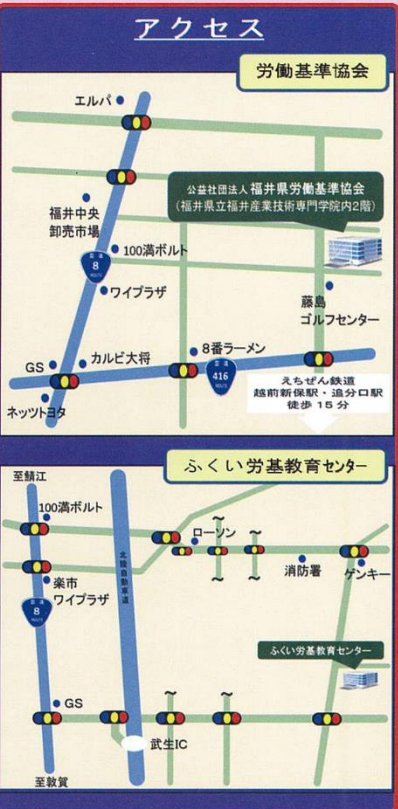 アクセス
労働基準協会
エルパ
公益社団法人 福井県労働基準協会
(福井県立福井産業技術専門学院内2階)
福井中央
卸売市場
100満ボルト
国道
8
ワイプラザ
藤島
ゴルフセンター
GS
カルビ大将
8番ラーメン
国道
416
ネッツトヨタ
えちぜん鉄道
越前新保駅・追分口駅
徒歩 15 分
ふくい労基教育センター
至鯖江
100満ボルト
北陸自動車道
ローソン
消防署
ゲンキー
楽市
ワイプラザ
国道
8
ふくい労基教育センター
GS
武生IC
至敦賀